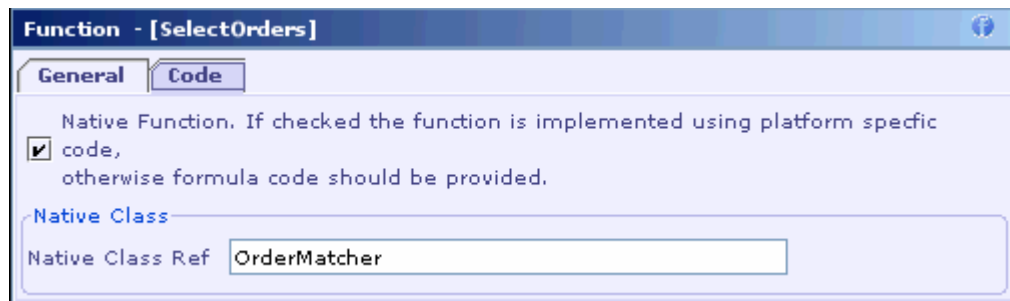 Function - [SelectOrders]
General Code
Native Function. If checked the function is implemented using platform specfic
code,
otherwise formula code should be provided.
Native Class
Native Class Ref OrderMatcher